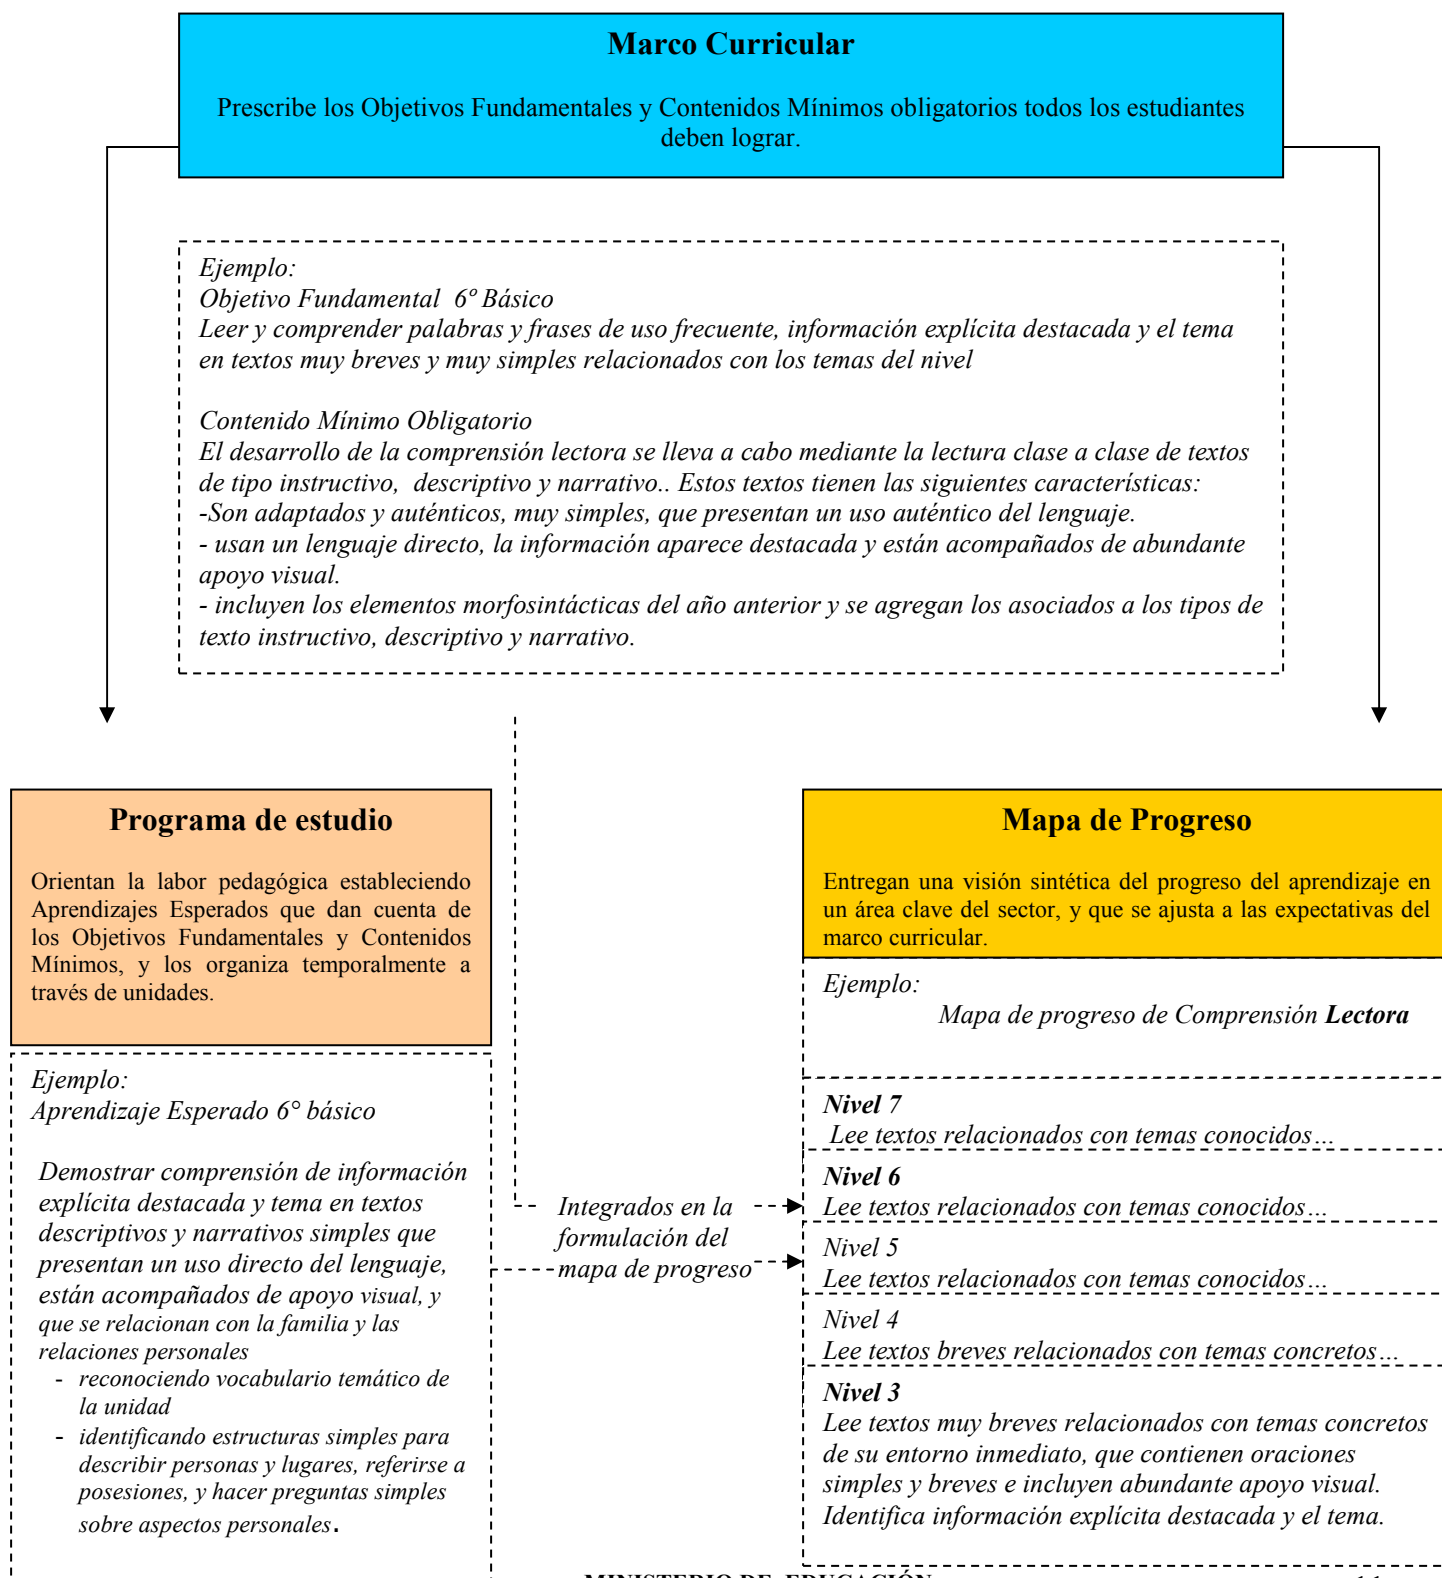 Marco Curricular
Prescribe los Objetivos Fundamentales y Contenidos Mínimos obligatorios todos los estudiantes
deben lograr.
Ejemplo:
Objetivo Fundamental 6º Básico
Leer y comprender palabras y frases de uso frecuente, información explícita destacada y el tema
en textos muy breves y muy simples relacionados con los temas del nivel
Contenido Mínimo Obligatorio
El desarrollo de la comprensión lectora se lleva a cabo mediante la lectura clase a clase de textos
de tipo instructivo, descriptivo y narrativo.. Estos textos tienen las siguientes características:
-Son adaptados y auténticos, muy simples, que presentan un uso auténtico del lenguaje.
- usan un lenguaje directo, la información aparece destacada y están acompañados de abundante
apoyo visual.
- incluyen los elementos morfosintácticas del año anterior y se agregan los asociados a los tipos de
texto instructivo, descriptivo y narrativo.
Programa de estudio
Orientan la labor pedagógica estableciendo
Aprendizajes Esperados que dan cuenta de
los Objetivos Fundamentales y Contenidos
Mínimos, y los organiza temporalmente a
través de unidades.
Ejemplo:
Aprendizaje Esperado 6° básico
Demostrar comprensión de información
explícita destacada y tema en textos
descriptivos y narrativos simples que
presentan un uso directo del lenguaje,
están acompañados de apoyo visual, y
que se relacionan con la familia y las
relaciones personales
- reconociendo vocabulario temático de
la unidad
- identificando estructuras simples para
describir personas y lugares, referirse a
posesiones, y hacer preguntas simples
sobre aspectos personales.
Integrados en la
formulación del
mapa de progreso
Mapa de Progreso
Entregan una visión sintética del progreso del aprendizaje en
un área clave del sector, y que se ajusta a las expectativas del
marco curricular.
Ejemplo:
Mapa de progreso de Comprensión Lectora
Nivel 7
Lee textos relacionados con temas conocidos…
Nivel 6
Lee textos relacionados con temas conocidos…
Nivel 5
Lee textos relacionados con temas conocidos…
Nivel 4
Lee textos breves relacionados con temas concretos…
Nivel 3
Lee textos muy breves relacionados con temas concretos
de su entorno inmediato, que contienen oraciones
simples y breves e incluyen abundante apoyo visual.
Identifica información explícita destacada y el tema.
MINISTERIO DE EDUCACIÓN